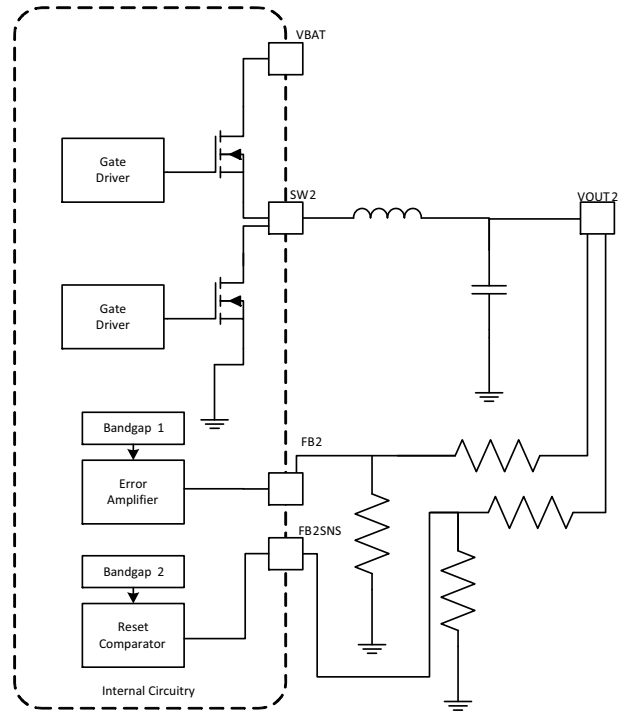 VBAT
Gate
Driver
SW2
VOUT2
Gate
Driver
Bandgap 1
FB2
Error
Amplifier
FB2SNS
Bandgap 2
Reset
Comparator
Internal Circuitry